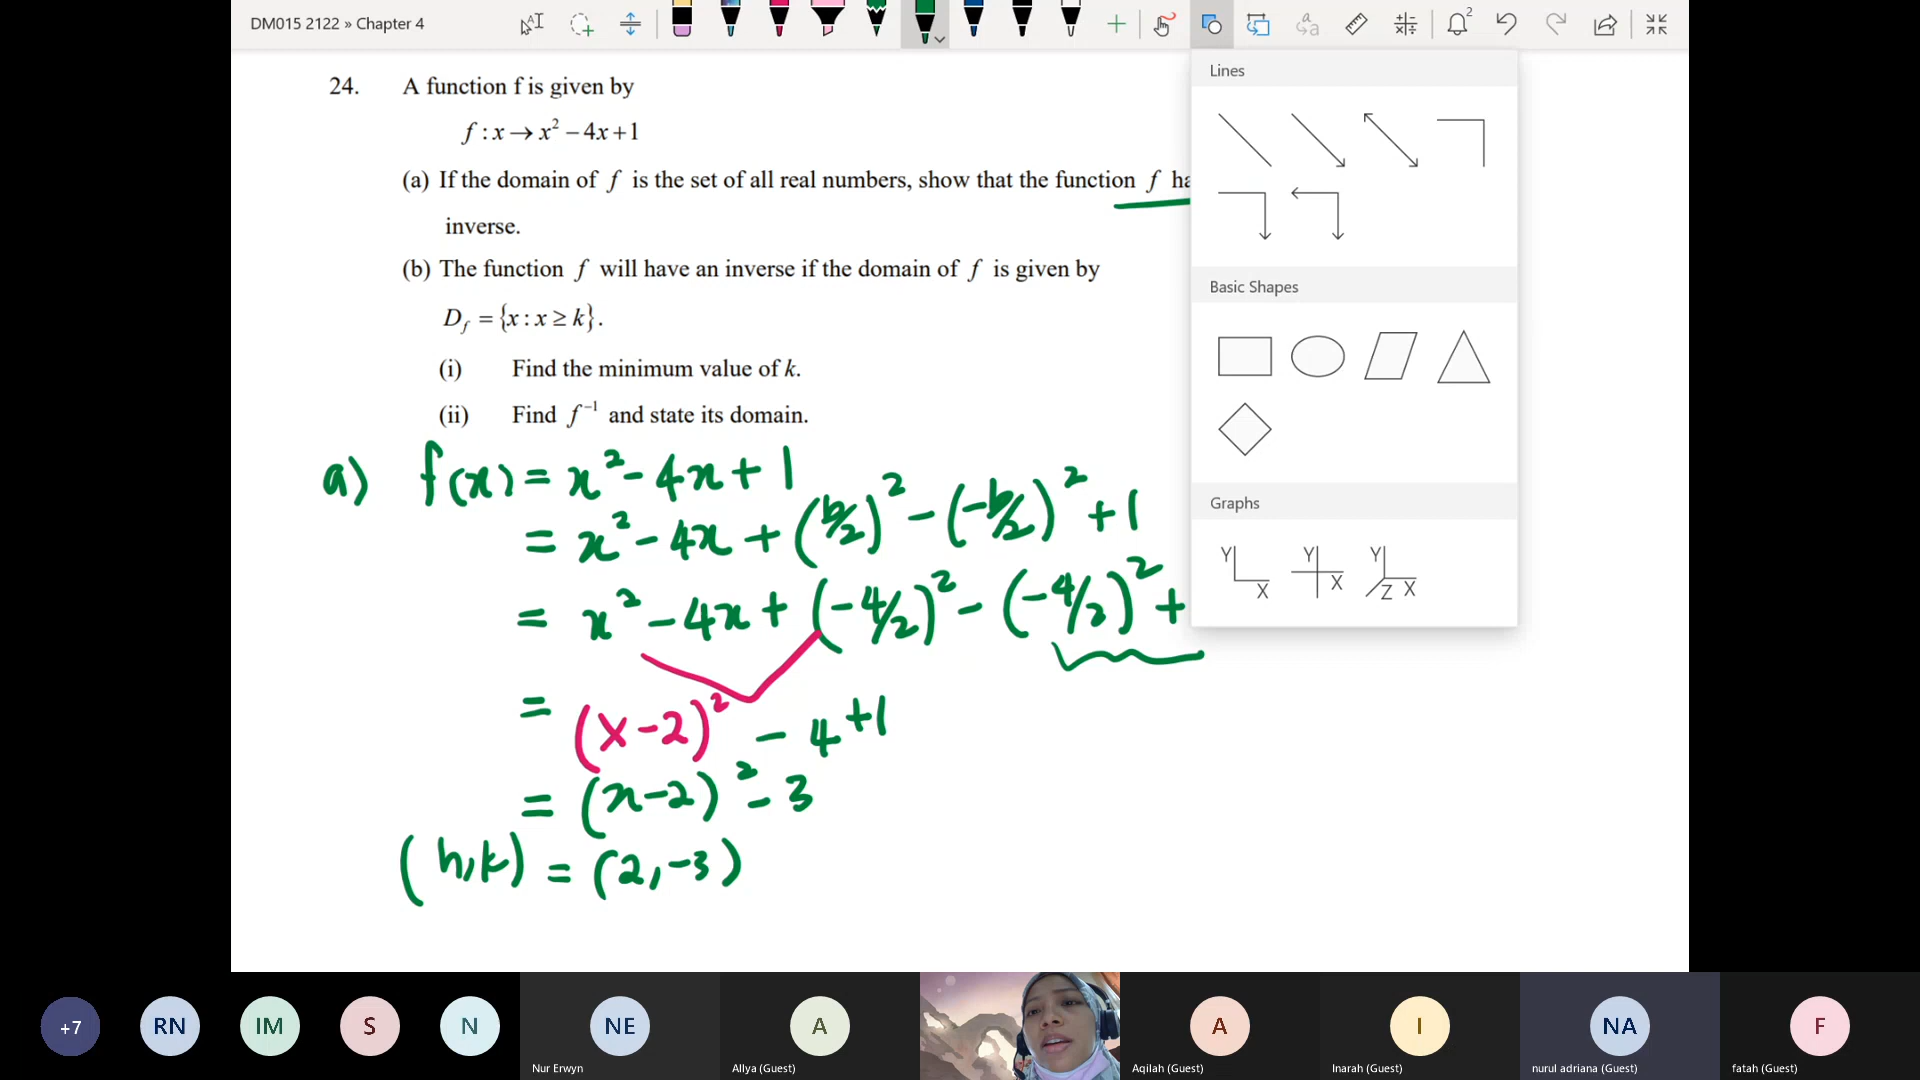 DM015 2122 » Chapter 4
2
24. A function f is given by
f : x → x² – 4x + 1
(a) If the domain of f is the set of all real numbers, show that the function f ha
inverse.
(b) The function f will have an inverse if the domain of f is given by
D_f = {x : x ≥ k}.
(i) Find the minimum value of k.
(ii) Find f⁻¹ and state its domain.
Lines
Basic Shapes
Graphs
Y X Y X Y Z X
a) f(x) = x² - 4x + 1
= x² - 4x + (b/2)² - (-b/2)² + 1
= x² - 4x + (-4/2)² - (-4/2)² +
= (x-2)² - 4 + 1
= (x-2)² - 3
(h,k) = (2,-3)
+7 RN IM S N NE A A I NA F
Nur Erwyn Allya (Guest) Aqilah (Guest) Inarah (Guest) nurul adriana (Guest) fatah (Guest)